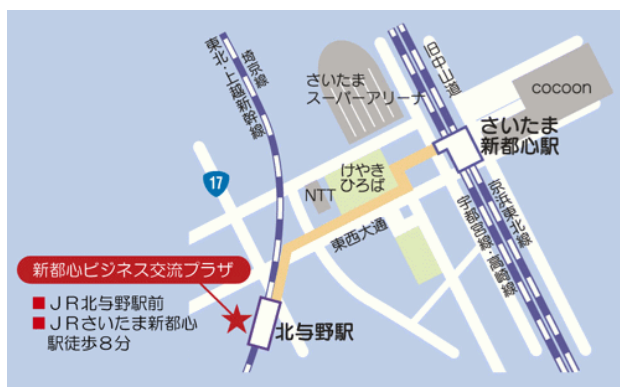 さいたま
スーパーアリーナ
旧中山道
cocoon
さいたま
新都心駅
埼京線
東北・上越新幹線
けやき
ひろば
NTT
17
東西大通
京浜東北線
宇都宮線・高崎線
新都心ビジネス交流プラザ
■ＪＲ北与野駅前
■ＪＲさいたま新都心
駅徒歩８分
北与野駅